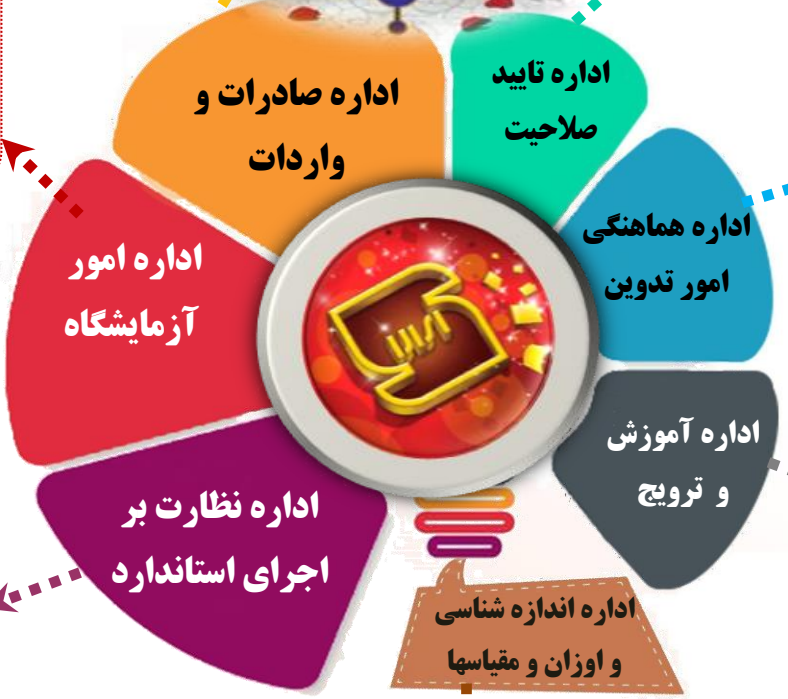 اداره تایید
صلاحیت
اداره صادرات و
واردات
اداره هماهنگی
امور تدوین
اداره امور
آزمایشگاه
اداره آموزش
و ترویج
اداره نظارت بر
اجرای استاندارد
اداره اندازه شناسی
و اوزان و مقیاسها